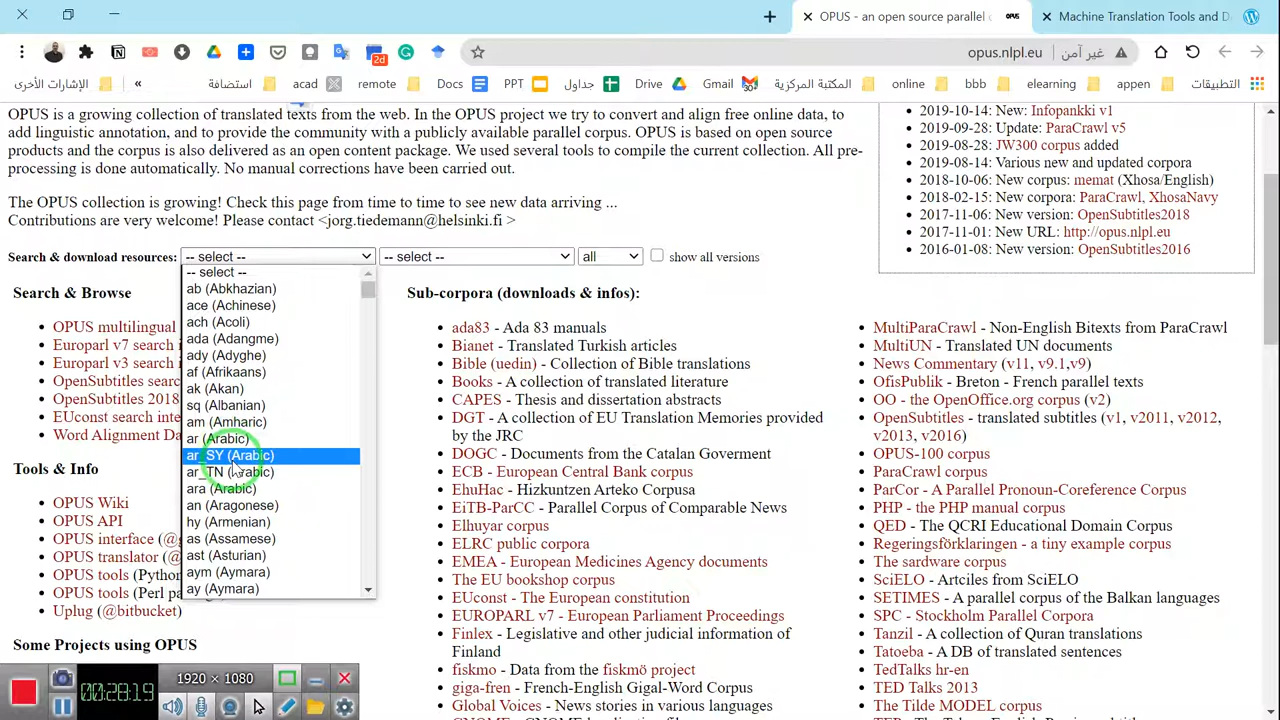 OPUS - an open source parallel c
opus
Machine Translation Tools and D
2d
opus.nlpl.eu
غير آمن
الإشارات الأخرى
»
استضافة
acad
remote
Docs
PPT
جداول
Drive
Gmail
30
المكتبة المركزية
online
bbb
elearning
appen
التطبيقات
OPUS is a growing collection of translated texts from the web. In the OPUS project we try to convert and align free online data, to
add linguistic annotation, and to provide the community with a publicly available parallel corpus. OPUS is based on open source
products and the corpus is also delivered as an open content package. We used several tools to compile the current collection. All pre-
processing is done automatically. No manual corrections have been carried out.
The OPUS collection is growing! Check this page from time to time to see new data arriving ...
Contributions are very welcome! Please contact <jorg.tiedemann@helsinki.fi >
2019-10-14: New: Infopankki v1
2019-09-28: Update: ParaCrawl v5
2019-08-28: JW300 corpus added
2019-08-14: Various new and updated corpora
2018-10-06: New corpus: memat (Xhosa/English)
2018-02-15: New corpora: ParaCrawl, XhosaNavy
2017-11-06: New version: OpenSubtitles2018
2017-11-01: New URL: http://opus.nlpl.eu
2016-01-08: New version: OpenSubtitles2016
Search & download resources: -- select -- -- select -- all show all versions
-- select --
ab (Abkhazian)
ace (Achinese)
ach (Acoli)
ada (Adangme)
ady (Adyghe)
af (Afrikaans)
ak (Akan)
sq (Albanian)
am (Amharic)
ar (Arabic)
ar_SY (Arabic)
ar_TN (Arabic)
ara (Arabic)
an (Aragonese)
hy (Armenian)
as (Assamese)
ast (Asturian)
aym (Aymara)
ay (Aymara)
Search & Browse
OPUS multilingual
Europarl v7 search i
Europarl v3 search i
OpenSubtitles searc
OpenSubtitles 2018
EUconst search inte
Word Alignment Da
Tools & Info
OPUS Wiki
OPUS API
OPUS interface (@g
OPUS translator (@
OPUS tools (Python
OPUS tools (Perl pa
Uplug (@bitbucket)
Some Projects using OPUS
Sub-corpora (downloads & infos):
ada83 - Ada 83 manuals
Bianet - Translated Turkish articles
Bible (uedin) - Collection of Bible translations
Books - A collection of translated literature
CAPES - Thesis and dissertation abstracts
DGT - A collection of EU Translation Memories provided
by the JRC
DOGC - Documents from the Catalan Goverment
ECB - European Central Bank corpus
EhuHac - Hizkuntzen Arteko Korpusa
EiTB-ParCC - Parallel Corpus of Comparable News
Elhuyar corpus
ELRC public corpora
EMEA - European Medicines Agency documents
The EU bookshop corpus
EUconst - The European constitution
EUROPARL v7 - European Parliament Proceedings
Finlex - Legislative and other judicial information of
Finland
fiskmo - Data from the fiskmö project
giga-fren - French-English Gigal-Word Corpus
Global Voices - News stories in various languages
MultiParaCrawl - Non-English Bitexts from ParaCrawl
MultiUN - Translated UN documents
News Commentary (v11, v9.1,v9)
OfisPublik - Breton - French parallel texts
OO - the OpenOffice.org corpus (v2)
OpenSubtitles - translated subtitles (v1, v2011, v2012,
v2013, v2016)
OPUS-100 corpus
ParaCrawl corpus
ParCor - A Parallel Pronoun-Coreference Corpus
PHP - the PHP manual corpus
QED - The QCRI Educational Domain Corpus
Regeringsförklaringen - a tiny example corpus
The sardware corpus
SciELO - Artciles from SciELO
SETIMES - A parallel corpus of the Balkan languages
SPC - Stockholm Parallel Corpora
Tanzil - A collection of Quran translations
Tatoeba - A DB of translated sentences
TedTalks hr-en
TED Talks 2013
The Tilde MODEL corpus
1920 × 1080
00:28:19